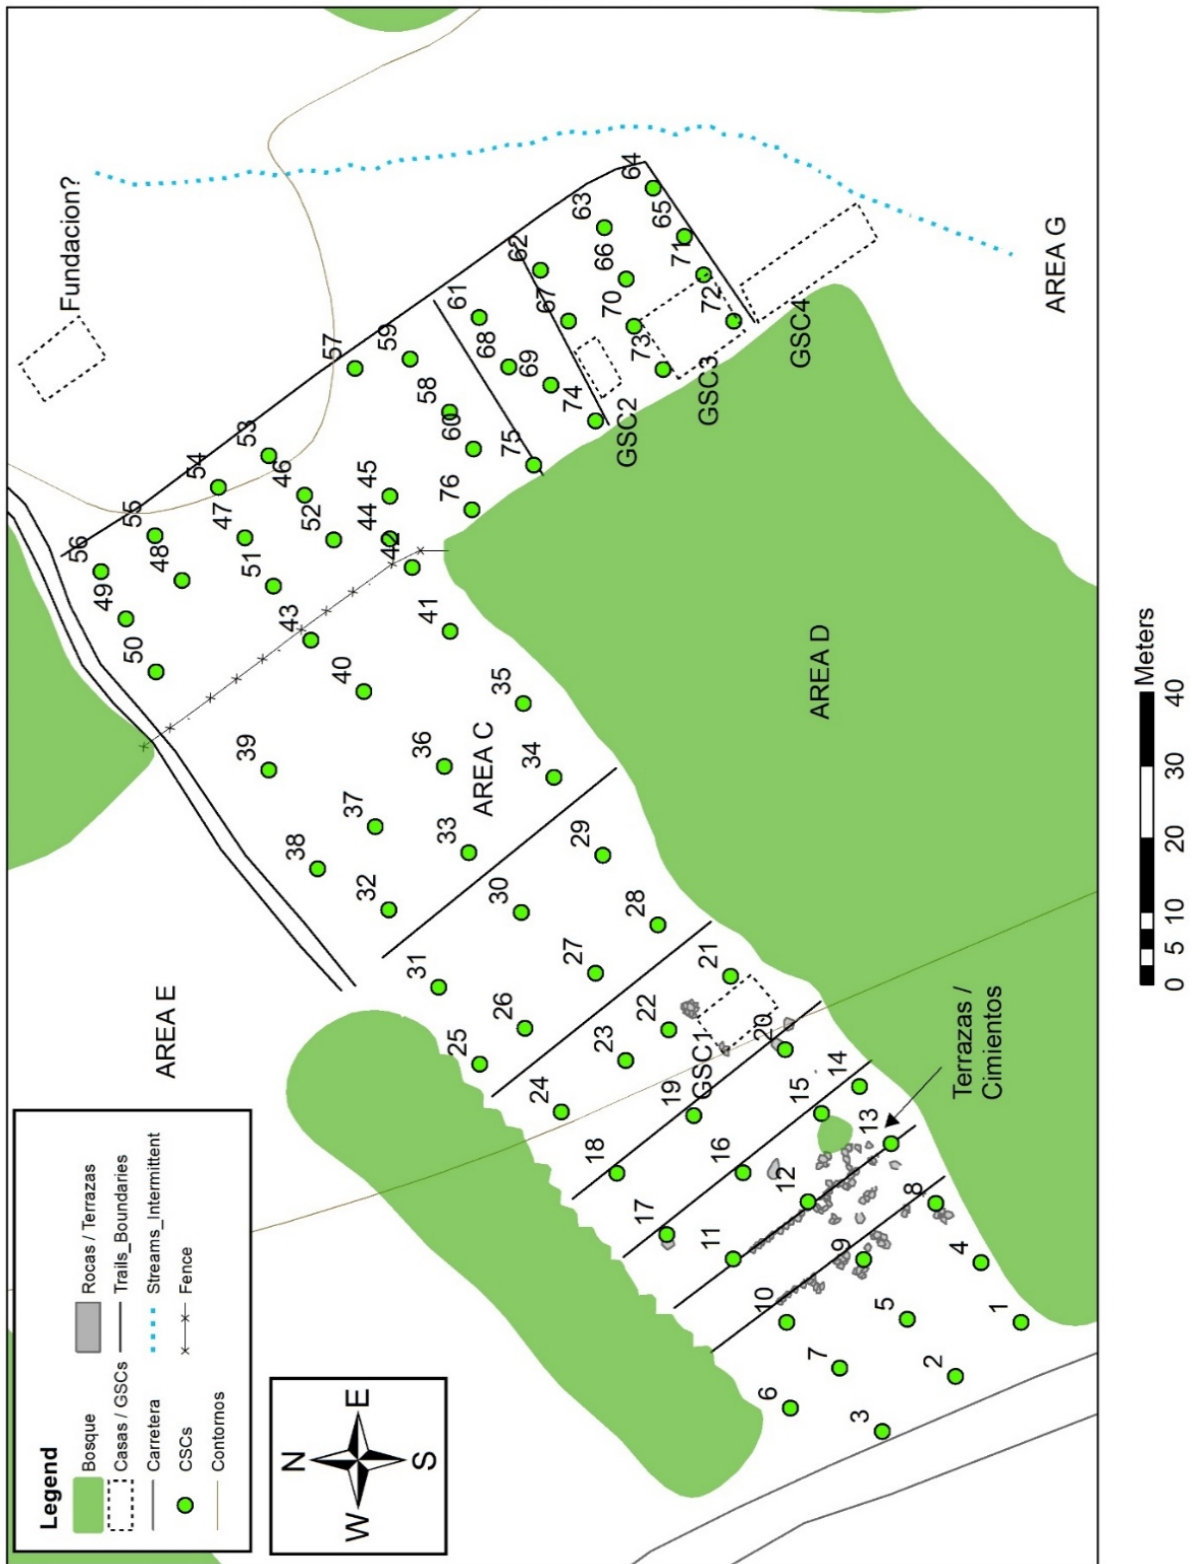 Legend
Bosque
Casas / GSCs
Carretera
CSCs
Contornos
Rocas / Terrazas
Trails_Boundaries
Streams_Intermittent
Fence
N
W
E
S
AREA E
Fundacion?
AREA C
AREA D
AREA G
GSC1
GSC2
GSC3
GSC4
Terrazas /
Cimientos
1
2
3
4
5
6
7
8
9
10
11
12
13
14
15
16
17
18
19
20
21
22
23
24
25
26
27
28
29
30
31
32
33
34
35
36
37
38
39
40
41
42
43
44
45
46
47
48
49
50
51
52
53
54
55
56
57
58
59
60
61
62
63
64
65
66
67
68
69
70
71
72
73
74
75
76
0 5 10 20 30 40
Meters